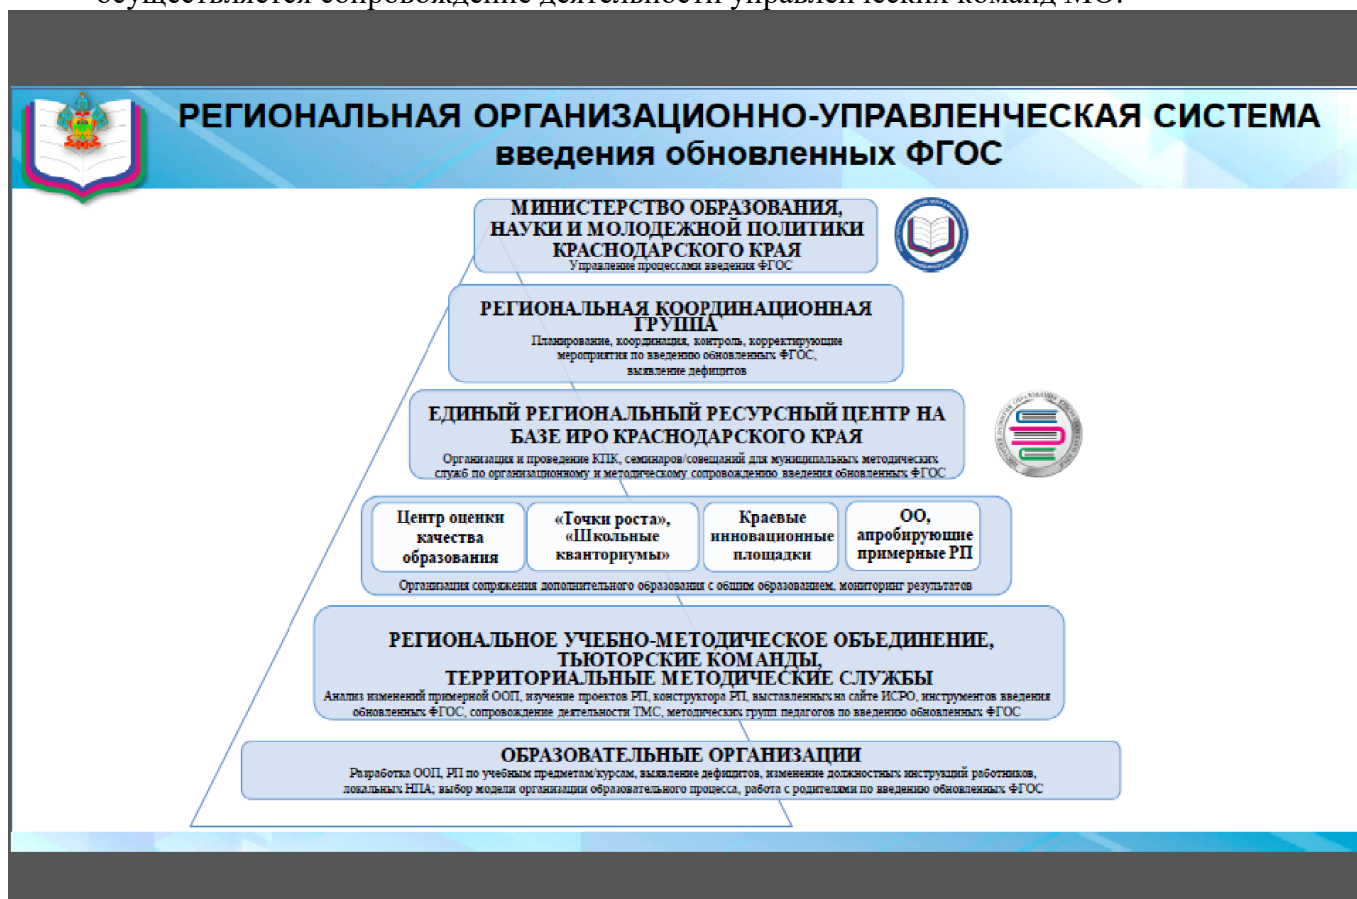 осуществляется сопровождение деятельности управленческих команд МО.
РЕГИОНАЛЬНАЯ ОРГАНИЗАЦИОННО-УПРАВЛЕНЧЕСКАЯ СИСТЕМА
введения обновленных ФГОС
МИНИСТЕРСТВО ОБРАЗОВАНИЯ,
НАУКИ И МОЛОДЕЖНОЙ ПОЛИТИКИ
КРАСНОДАРСКОГО КРАЯ
Управление процессами введения ФГОС
РЕГИОНАЛЬНАЯ КООРДИНАЦИОННАЯ
ГРУППА
Планирование, координация, контроль, корректирующие
мероприятия по введению обновленных ФГОС,
выявление дефицитов
ЕДИНЫЙ РЕГИОНАЛЬНЫЙ РЕСУРСНЫЙ ЦЕНТР НА
БАЗЕ ИРО КРАСНОДАРСКОГО КРАЯ
Организация и проведение КПК, семинаров/совещаний для муниципальных методических
служб по организационному и методическому сопровождению введения обновленных ФГОС
Центр оценки
качества
образования
«Точки роста»,
«Школьные
кванториумы»
Краевые
инновационные
площадки
ОО,
апробирующие
примерные РП
Организация сопряжения дополнительного образования с общим образованием, мониторинг результатов
РЕГИОНАЛЬНОЕ УЧЕБНО-МЕТОДИЧЕСКОЕ ОБЪЕДИНЕНИЕ,
ТЬЮТОРСКИЕ КОМАНДЫ,
ТЕРРИТОРИАЛЬНЫЕ МЕТОДИЧЕСКИЕ СЛУЖБЫ
Анализ изменений примерной ООП, изучение проектов РП, конструктора РП, выставленных на сайте ИСРО, инструментов введения
обновленных ФГОС, сопровождение деятельности ТМС, методических групп педагогов по введению обновленных ФГОС
ОБРАЗОВАТЕЛЬНЫЕ ОРГАНИЗАЦИИ
Разработка ООП, РП по учебным предметам/курсам, выявление дефицитов, изменение должностных инструкций работников,
локальных НПА; выбор модели организации образовательного процесса, работа с родителями по введению обновленных ФГОС